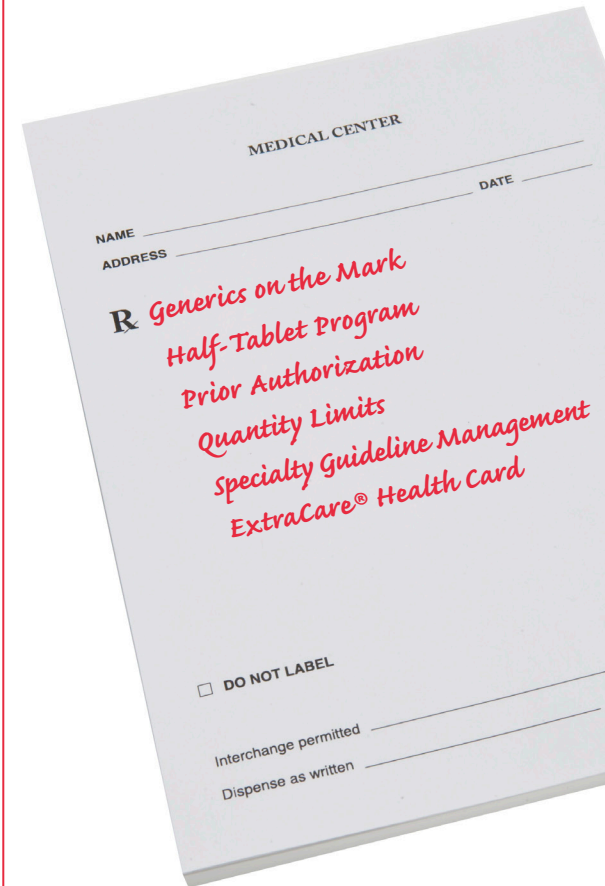 MEDICAL CENTER
NAME
DATE
ADDRESS
Rx Generics on the Mark
Half-Tablet Program
Prior Authorization
Quantity Limits
Specialty Guideline Management
ExtraCare® Health Card
DO NOT LABEL
Interchange permitted
Dispense as written